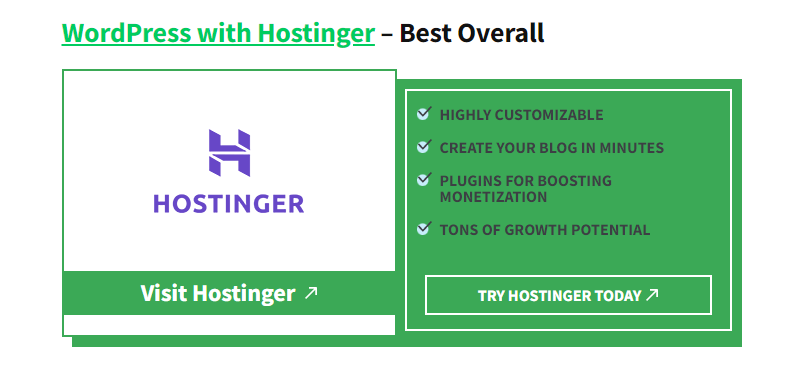 WordPress with Hostinger – Best Overall
HOSTINGER
Visit Hostinger
HIGHLY CUSTOMIZABLE
CREATE YOUR BLOG IN MINUTES
PLUGINS FOR BOOSTING
MONETIZATION
TONS OF GROWTH POTENTIAL
TRY HOSTINGER TODAY